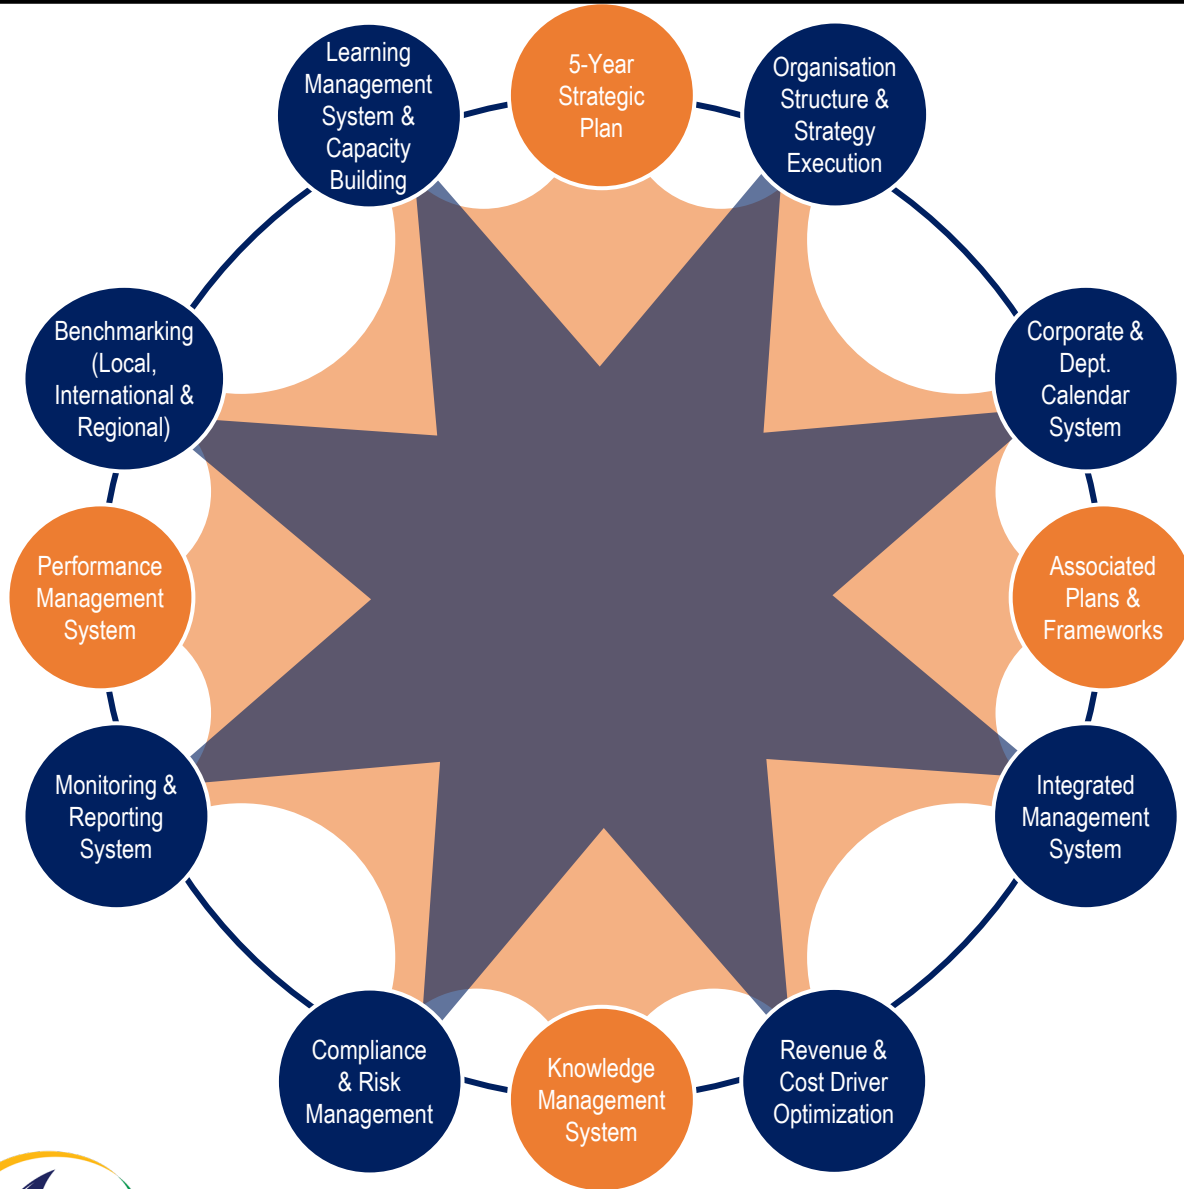 Learning
Management
System &
Capacity
Building
5-Year
Strategic
Plan
Organisation
Structure &
Strategy
Execution
Benchmarking
(Local,
International &
Regional)
Corporate &
Dept.
Calendar
System
Performance
Management
System
Associated
Plans &
Frameworks
Monitoring &
Reporting
System
Integrated
Management
System
Compliance
& Risk
Management
Knowledge
Management
System
Revenue &
Cost Driver
Optimization